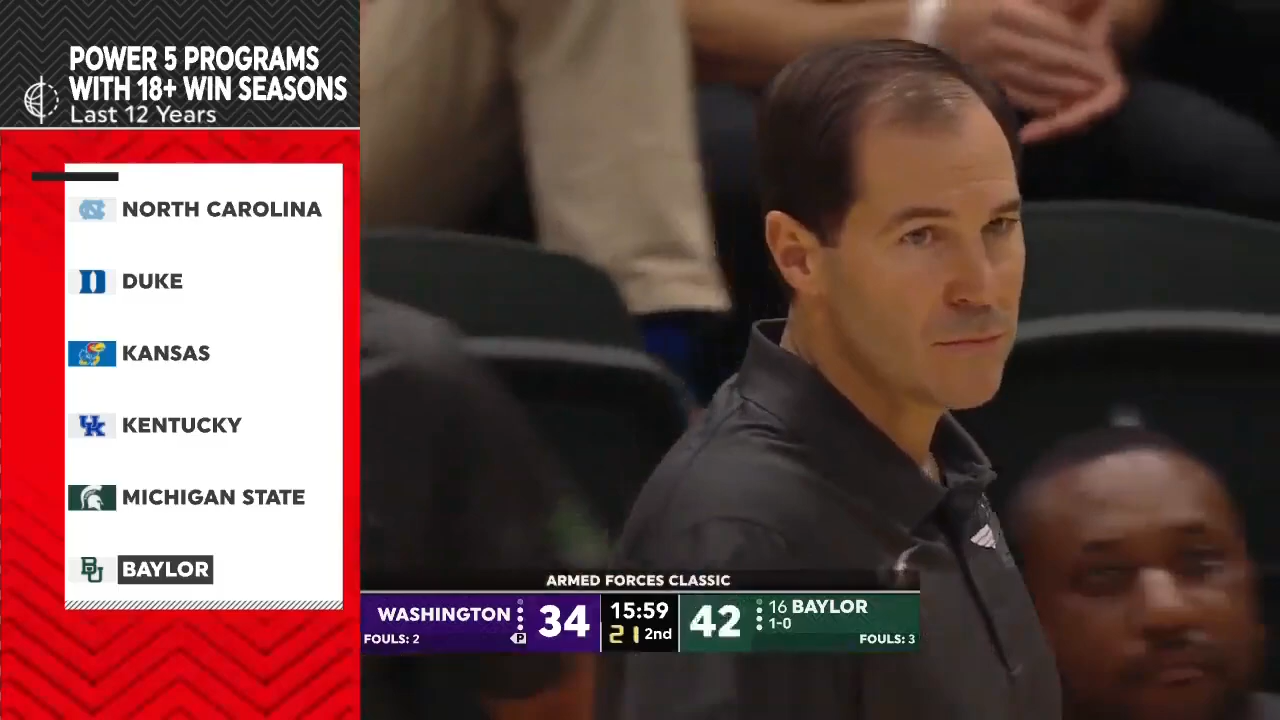 POWER 5 PROGRAMS
WITH 18+ WIN SEASONS
Last 12 Years
NORTH CAROLINA
DUKE
KANSAS
KENTUCKY
MICHIGAN STATE
BAYLOR
ARMED FORCES CLASSIC
WASHINGTON 34 15:59 42 16 BAYLOR
1-0
FOULS: 2 P 21 2nd FOULS: 3